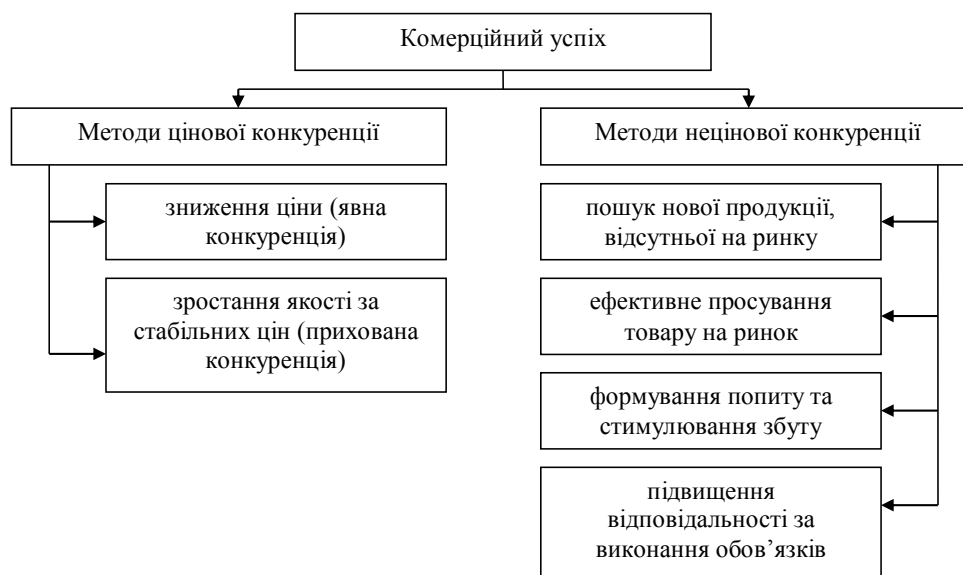 Комерційний успіх
Методи цінової конкуренції
зниження ціни (явна
конкуренція)
зростання якості за
стабільних цін (прихована
конкуренція)
Методи нецінової конкуренції
пошук нової продукції,
відсутньої на ринку
ефективне просування
товару на ринок
формування попиту та
стимулювання збуту
підвищення
відповідальності за
виконання обов’язків